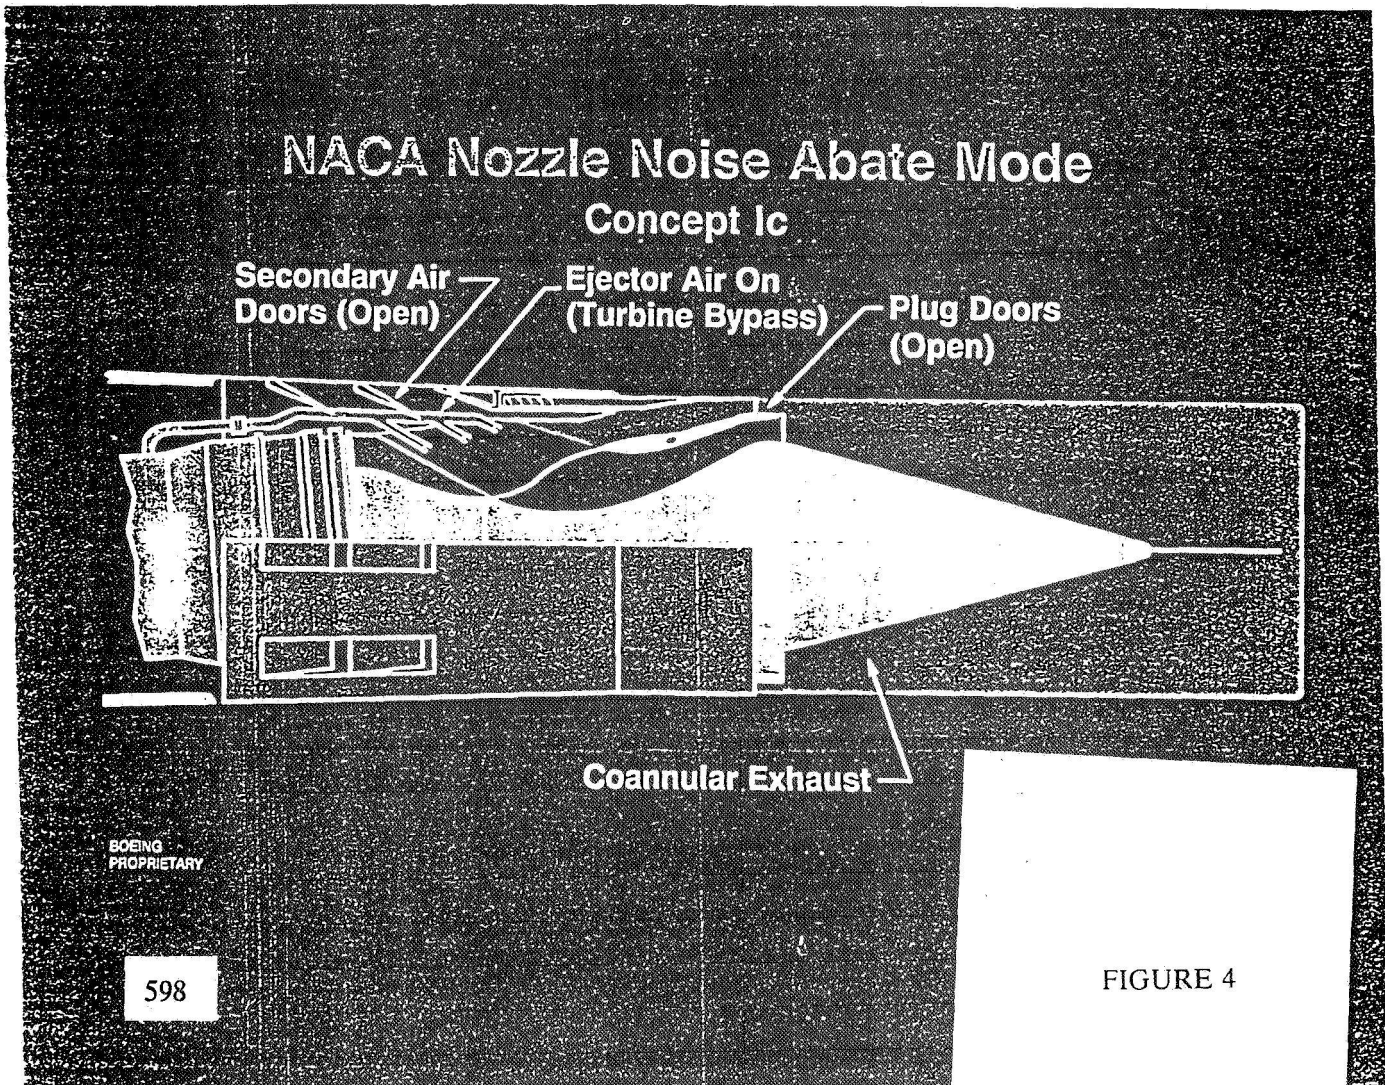 NACA Nozzle Noise Abate Mode
Concept Ic
Secondary Air
Doors (Open)
Ejector Air On
(Turbine Bypass)
Plug Doors
(Open)
Coannular Exhaust
BOEING
PROPRIETARY
598
FIGURE 4